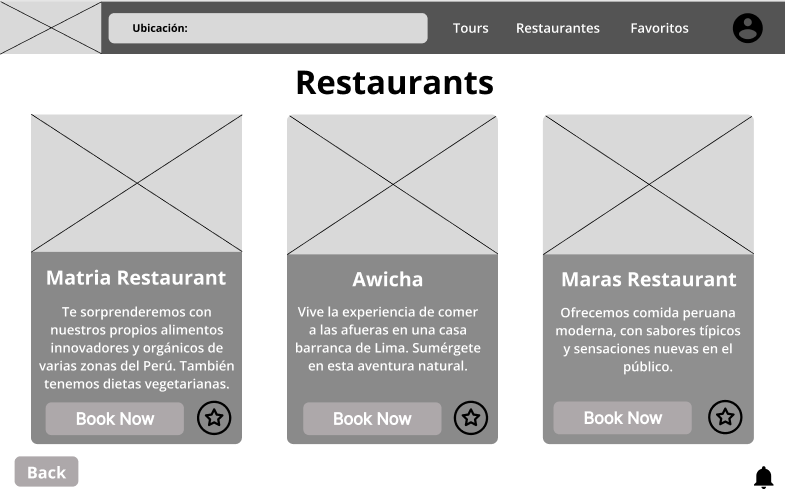 Ubicación:
Tours
Restaurantes
Favoritos
Restaurants
Matria Restaurant
Te sorprenderemos con
nuestros propios alimentos
innovadores y orgánicos de
varias zonas del Perú. También
tenemos dietas vegetarianas.
Book Now
Awicha
Vive la experiencia de comer
a las afueras en una casa
barranca de Lima. Sumérgete
en esta aventura natural.
Book Now
Maras Restaurant
Ofrecemos comida peruana
moderna, con sabores típicos
y sensaciones nuevas en el
público.
Book Now
Back